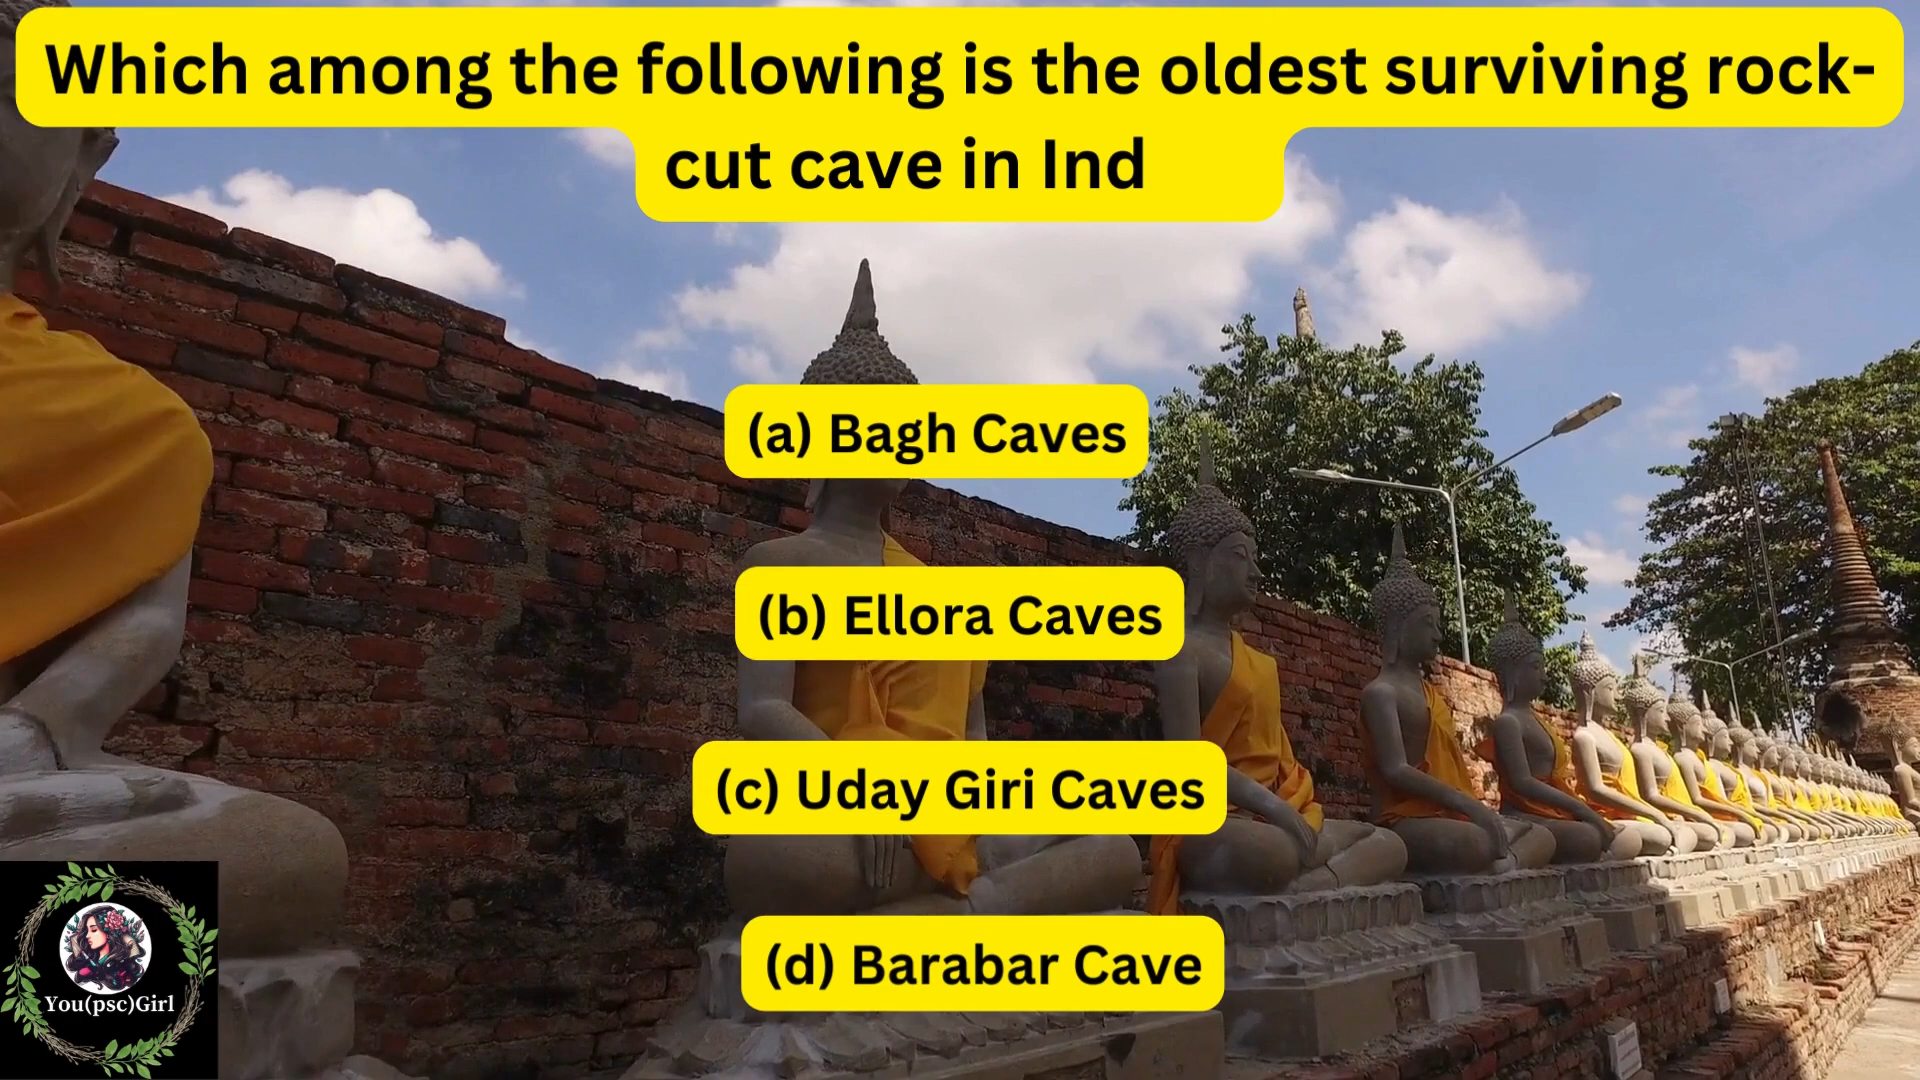 Which among the following is the oldest surviving rock-
cut cave in Ind
(a) Bagh Caves
(b) Ellora Caves
(c) Uday Giri Caves
(d) Barabar Cave
You(psc)Girl